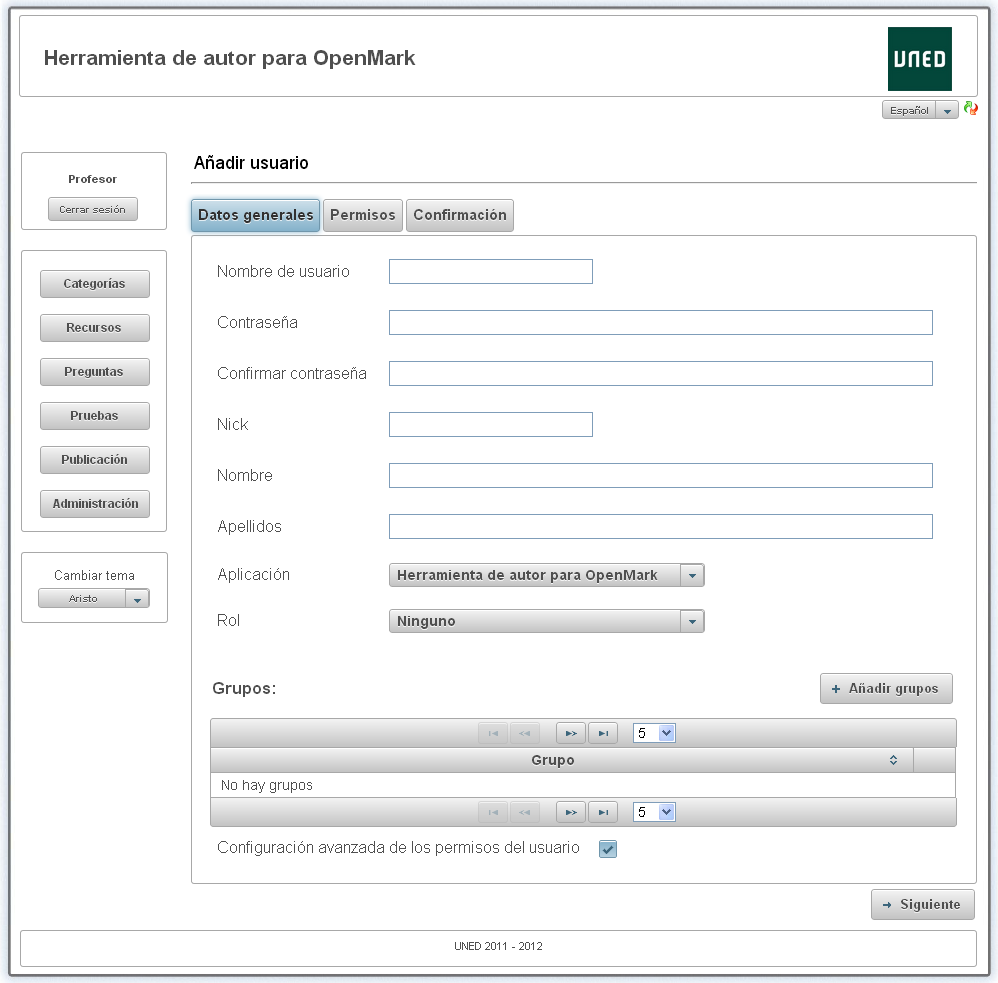 Herramienta de autor para OpenMark
UNED
Español
Profesor
Cerrar sesión
Categorías
Recursos
Preguntas
Pruebas
Publicación
Administración
Cambiar tema
Aristo
Añadir usuario
Datos generales Permisos Confirmación
Nombre de usuario
Contraseña
Confirmar contraseña
Nick
Nombre
Apellidos
Aplicación Herramienta de autor para OpenMark
Rol Ninguno
Grupos: Añadir grupos
5
Grupo
No hay grupos
5
Configuración avanzada de los permisos del usuario
Siguiente
UNED 2011 - 2012